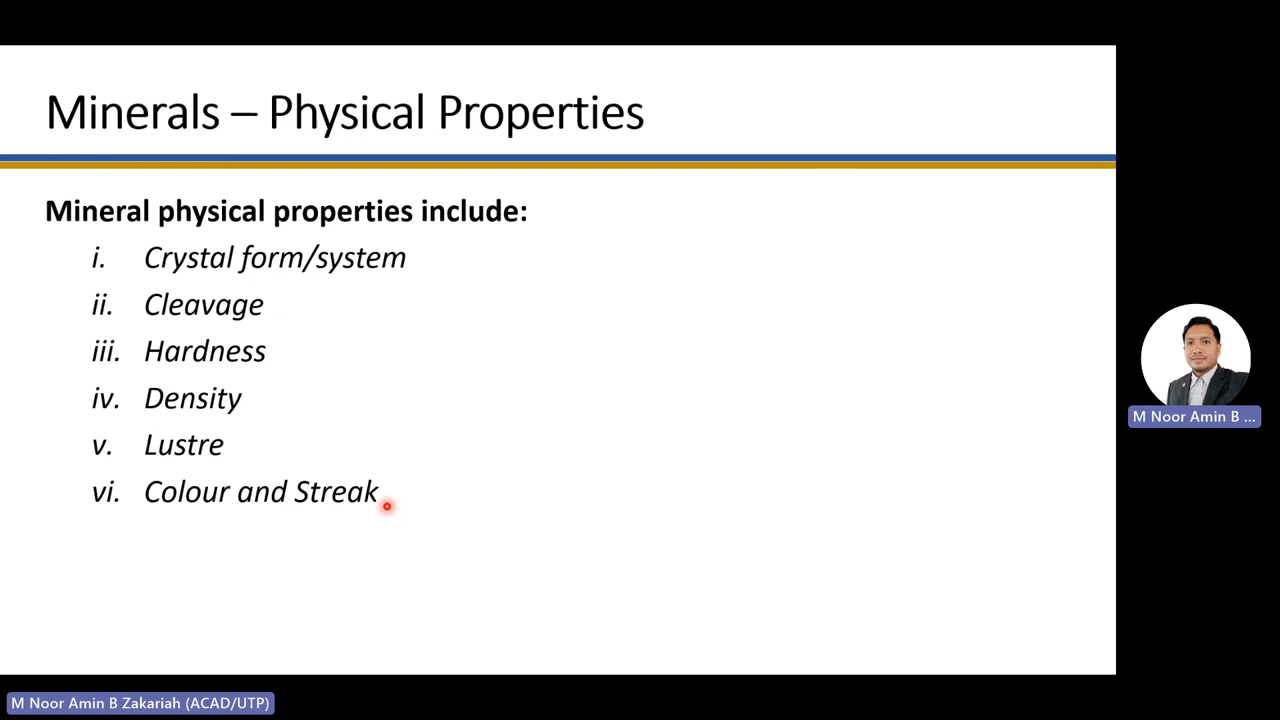 Minerals – Physical Properties
Mineral physical properties include:
i. Crystal form/system
ii. Cleavage
iii. Hardness
iv. Density
v. Lustre
vi. Colour and Streak
M Noor Amin B ...
M Noor Amin B Zakariah (ACAD/UTP)